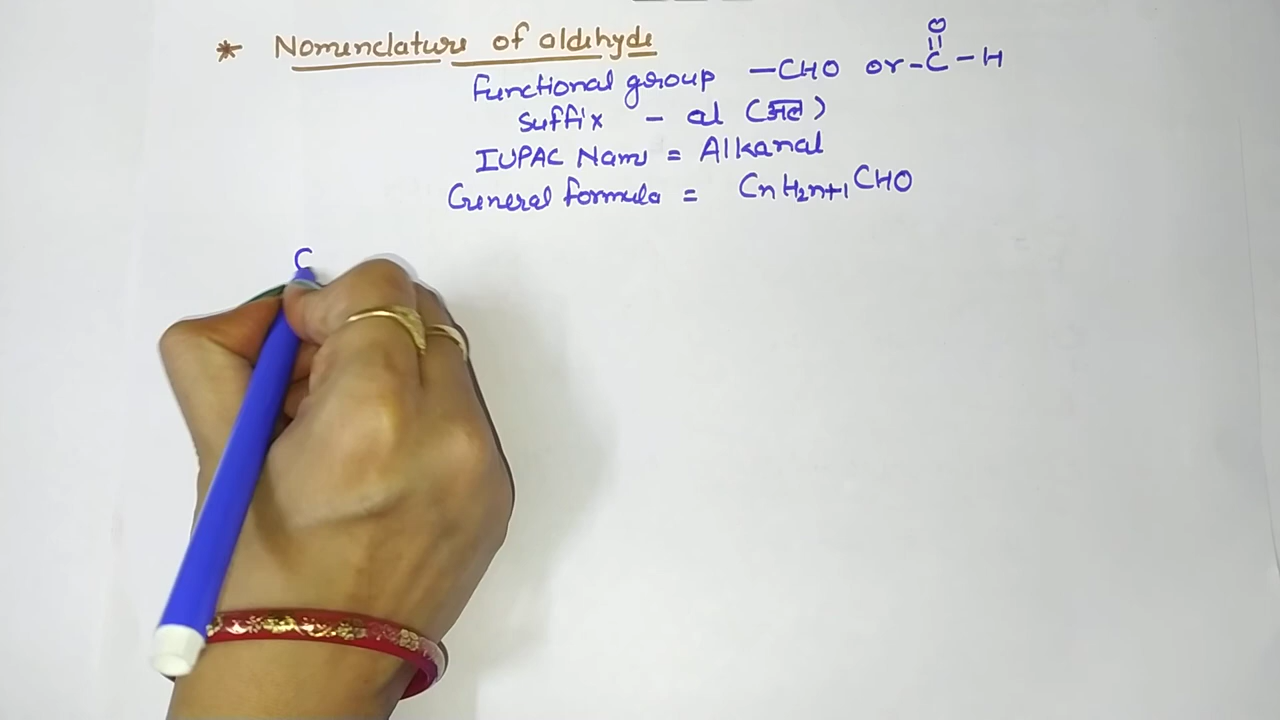 * Nomenclature of aldehyde
Functional group -CHO or -C-H
O
||
Suffix - al (अल)
IUPAC Name = Alkanal
General formula = CnH2n+1CHO
C